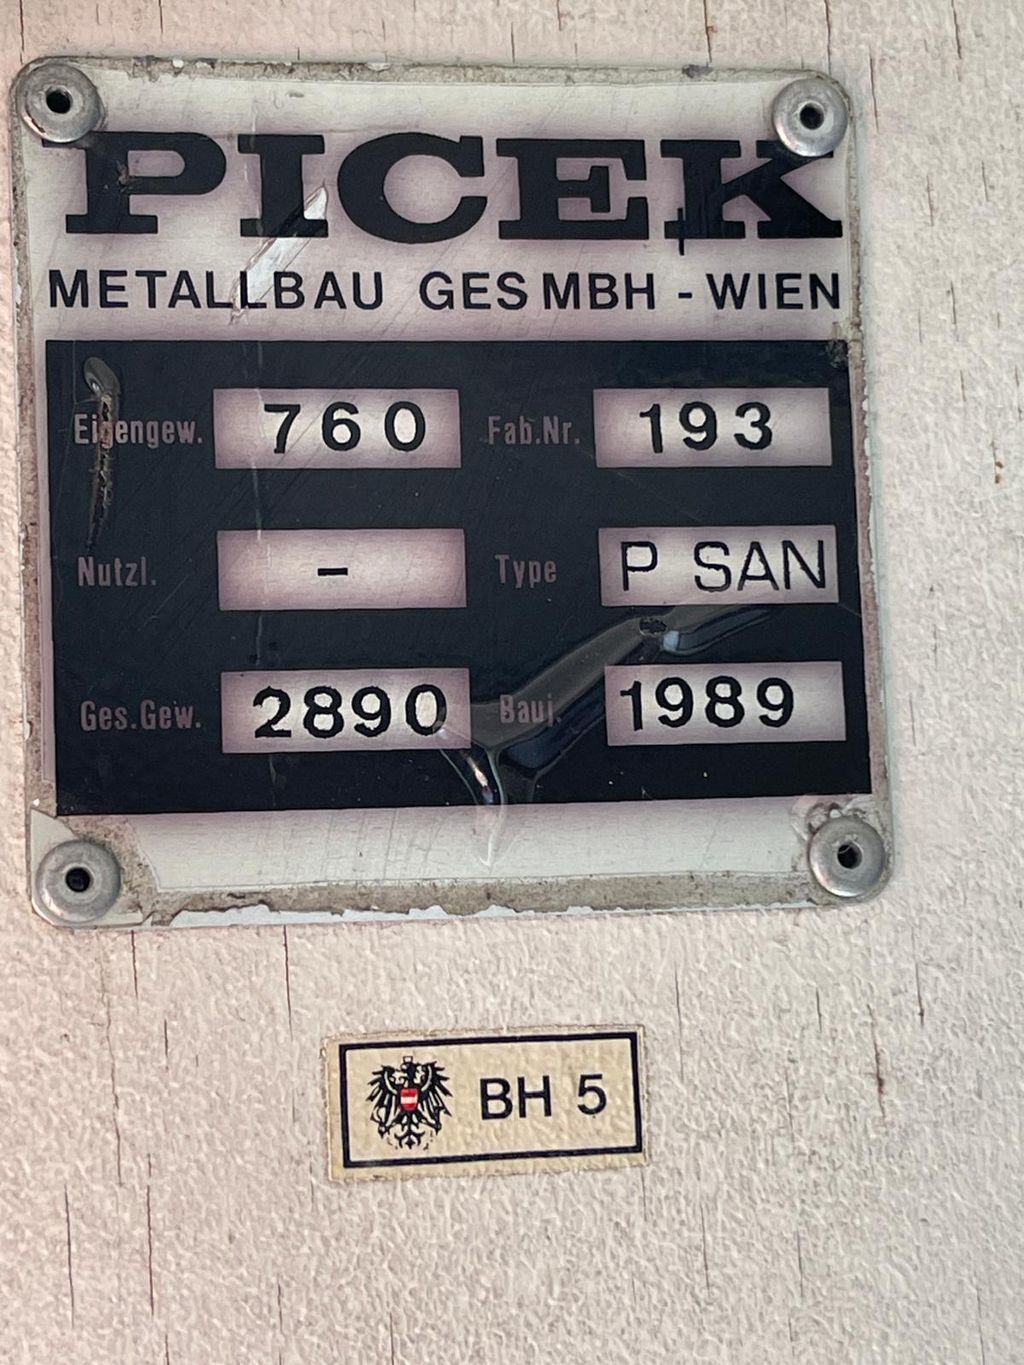 PICEK
METALLBAU GESMBH - WIEN
Eigengew. 760 Fab.Nr. 193
Nutzl. - Type P SAN
Ges.Gew. 2890 Bauj. 1989
BH 5